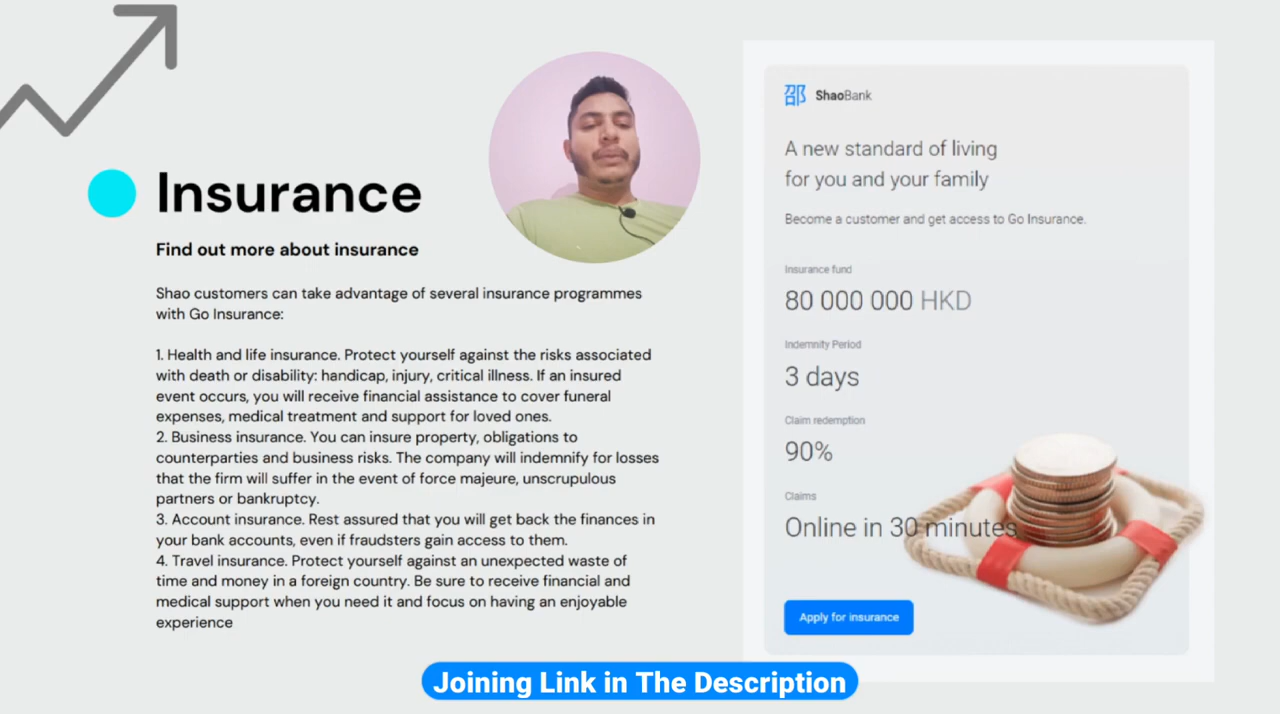 Insurance
Find out more about insurance
Shao customers can take advantage of several insurance programmes
with Go Insurance:
1. Health and life insurance. Protect yourself against the risks associated
with death or disability: handicap, injury, critical illness. If an insured
event occurs, you will receive financial assistance to cover funeral
expenses, medical treatment and support for loved ones.
2. Business insurance. You can insure property, obligations to
counterparties and business risks. The company will indemnify for losses
that the firm will suffer in the event of force majeure, unscrupulous
partners or bankruptcy.
3. Account insurance. Rest assured that you will get back the finances in
your bank accounts, even if fraudsters gain access to them.
4. Travel insurance. Protect yourself against an unexpected waste of
time and money in a foreign country. Be sure to receive financial and
medical support when you need it and focus on having an enjoyable
experience
邵 ShaoBank
A new standard of living
for you and your family
Become a customer and get access to Go Insurance.
Insurance fund
80 000 000 HKD
Indemnity Period
3 days
Claim redemption
90%
Claims
Online in 30 minutes
Apply for insurance
Joining Link in The Description